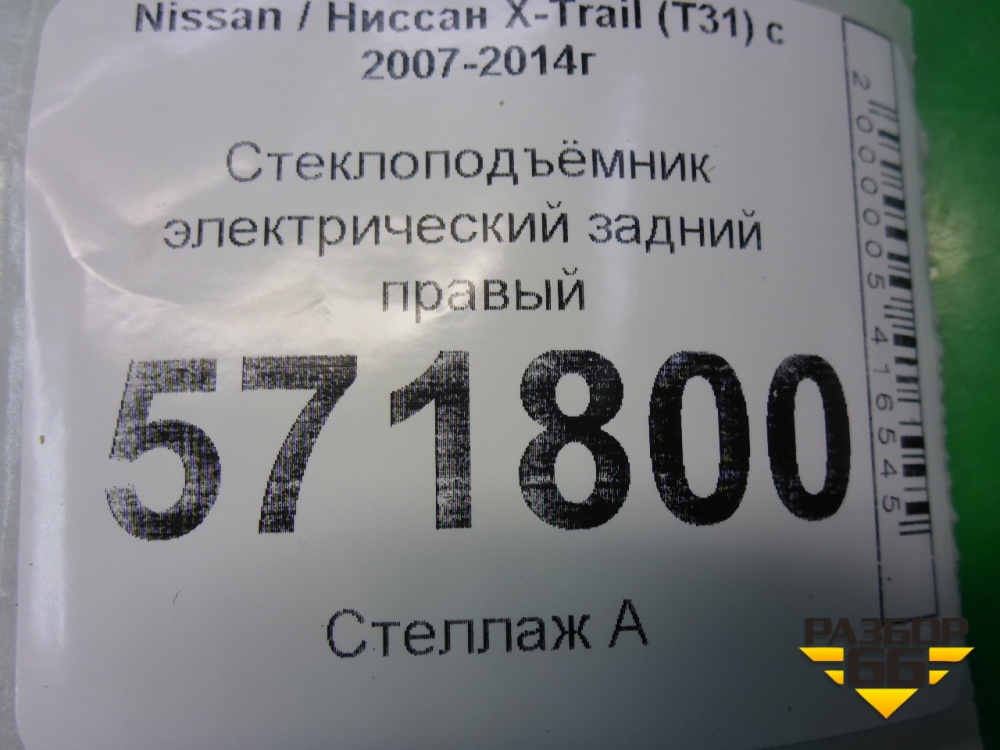 Nissan / Ниссан X-Trail (T31) с
2007-2014г
Стеклоподъёмник
электрический задний
правый
571800
Стеллаж А
2000005416545
РАЗБОР
66